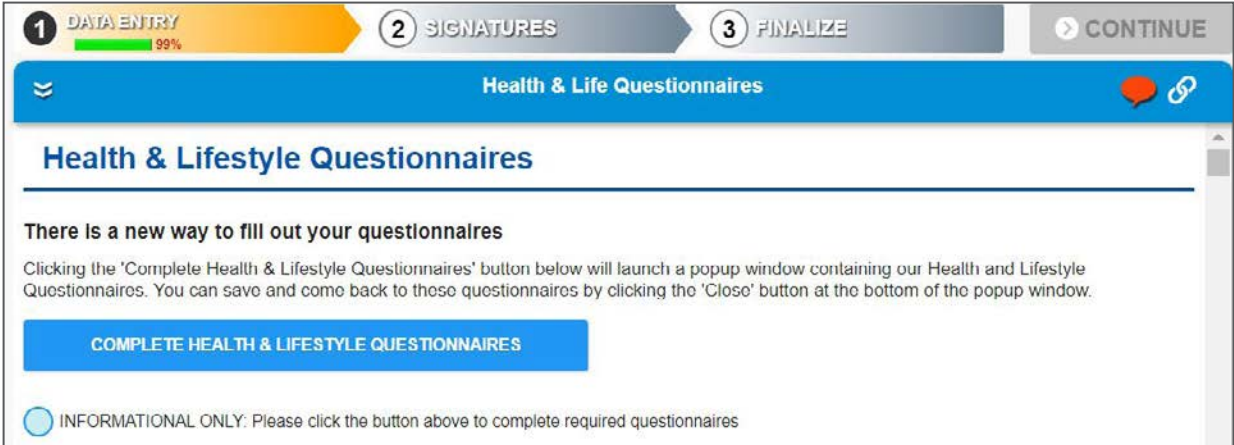 1 DATA ENTRY
99%
2 SIGNATURES
3 FINALIZE
CONTINUE
Health & Life Questionnaires
Health & Lifestyle Questionnaires
There is a new way to fill out your questionnaires
Clicking the 'Complete Health & Lifestyle Questionnaires' button below will launch a popup window containing our Health and Lifestyle
Questionnaires. You can save and come back to these questionnaires by clicking the 'Close' button at the bottom of the popup window.
COMPLETE HEALTH & LIFESTYLE QUESTIONNAIRES
INFORMATIONAL ONLY: Please click the button above to complete required questionnaires